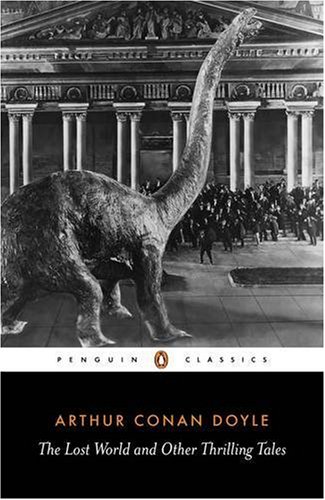 PENGUIN CLASSICS
ARTHUR CONAN DOYLE
The Lost World and Other Thrilling Tales